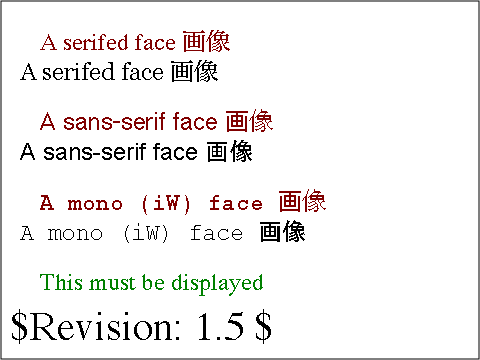 A serifed face 画像
A serifed face 画像
A sans-serif face 画像
A sans-serif face 画像
A mono (iW) face 画像
A mono (iW) face 画像
This must be displayed
$Revision: 1.5 $